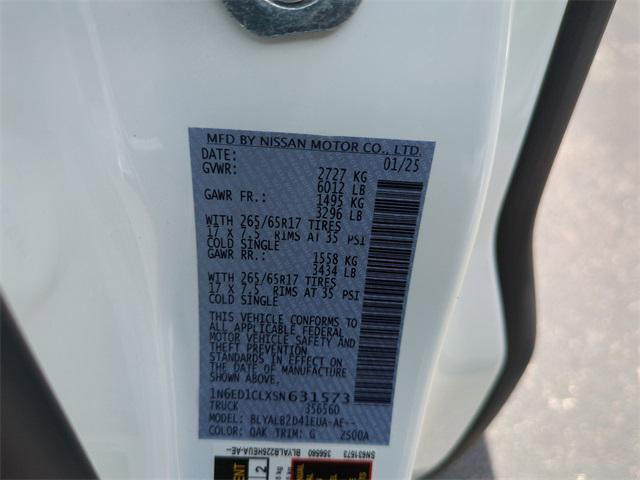 MFD BY NISSAN MOTOR CO., LTD.
DATE: 01/25
GVWR: 2727 KG
6012 LB
GAWR FR.: 1495 KG
3296 LB
WITH 265/65R17 TIRES
17 X 7.5 RIMS AT 35 PSI
COLD SINGLE
GAWR RR.: 1558 KG
3434 LB
WITH 265/65R17 TIRES
17 X 7.5 RIMS AT 35 PSI
COLD SINGLE
THIS VEHICLE CONFORMS TO
ALL APPLICABLE FEDERAL
MOTOR VEHICLE SAFETY AND
THEFT PREVENTION
STANDARDS IN EFFECT ON
THE DATE OF MANUFACTURE
SHOWN ABOVE.
1N6ED1CLXSN631573
TRUCK 356560
MODEL: BLYALB2D41EUA-AE--
COLOR: QAK TRIM: G 2S00A